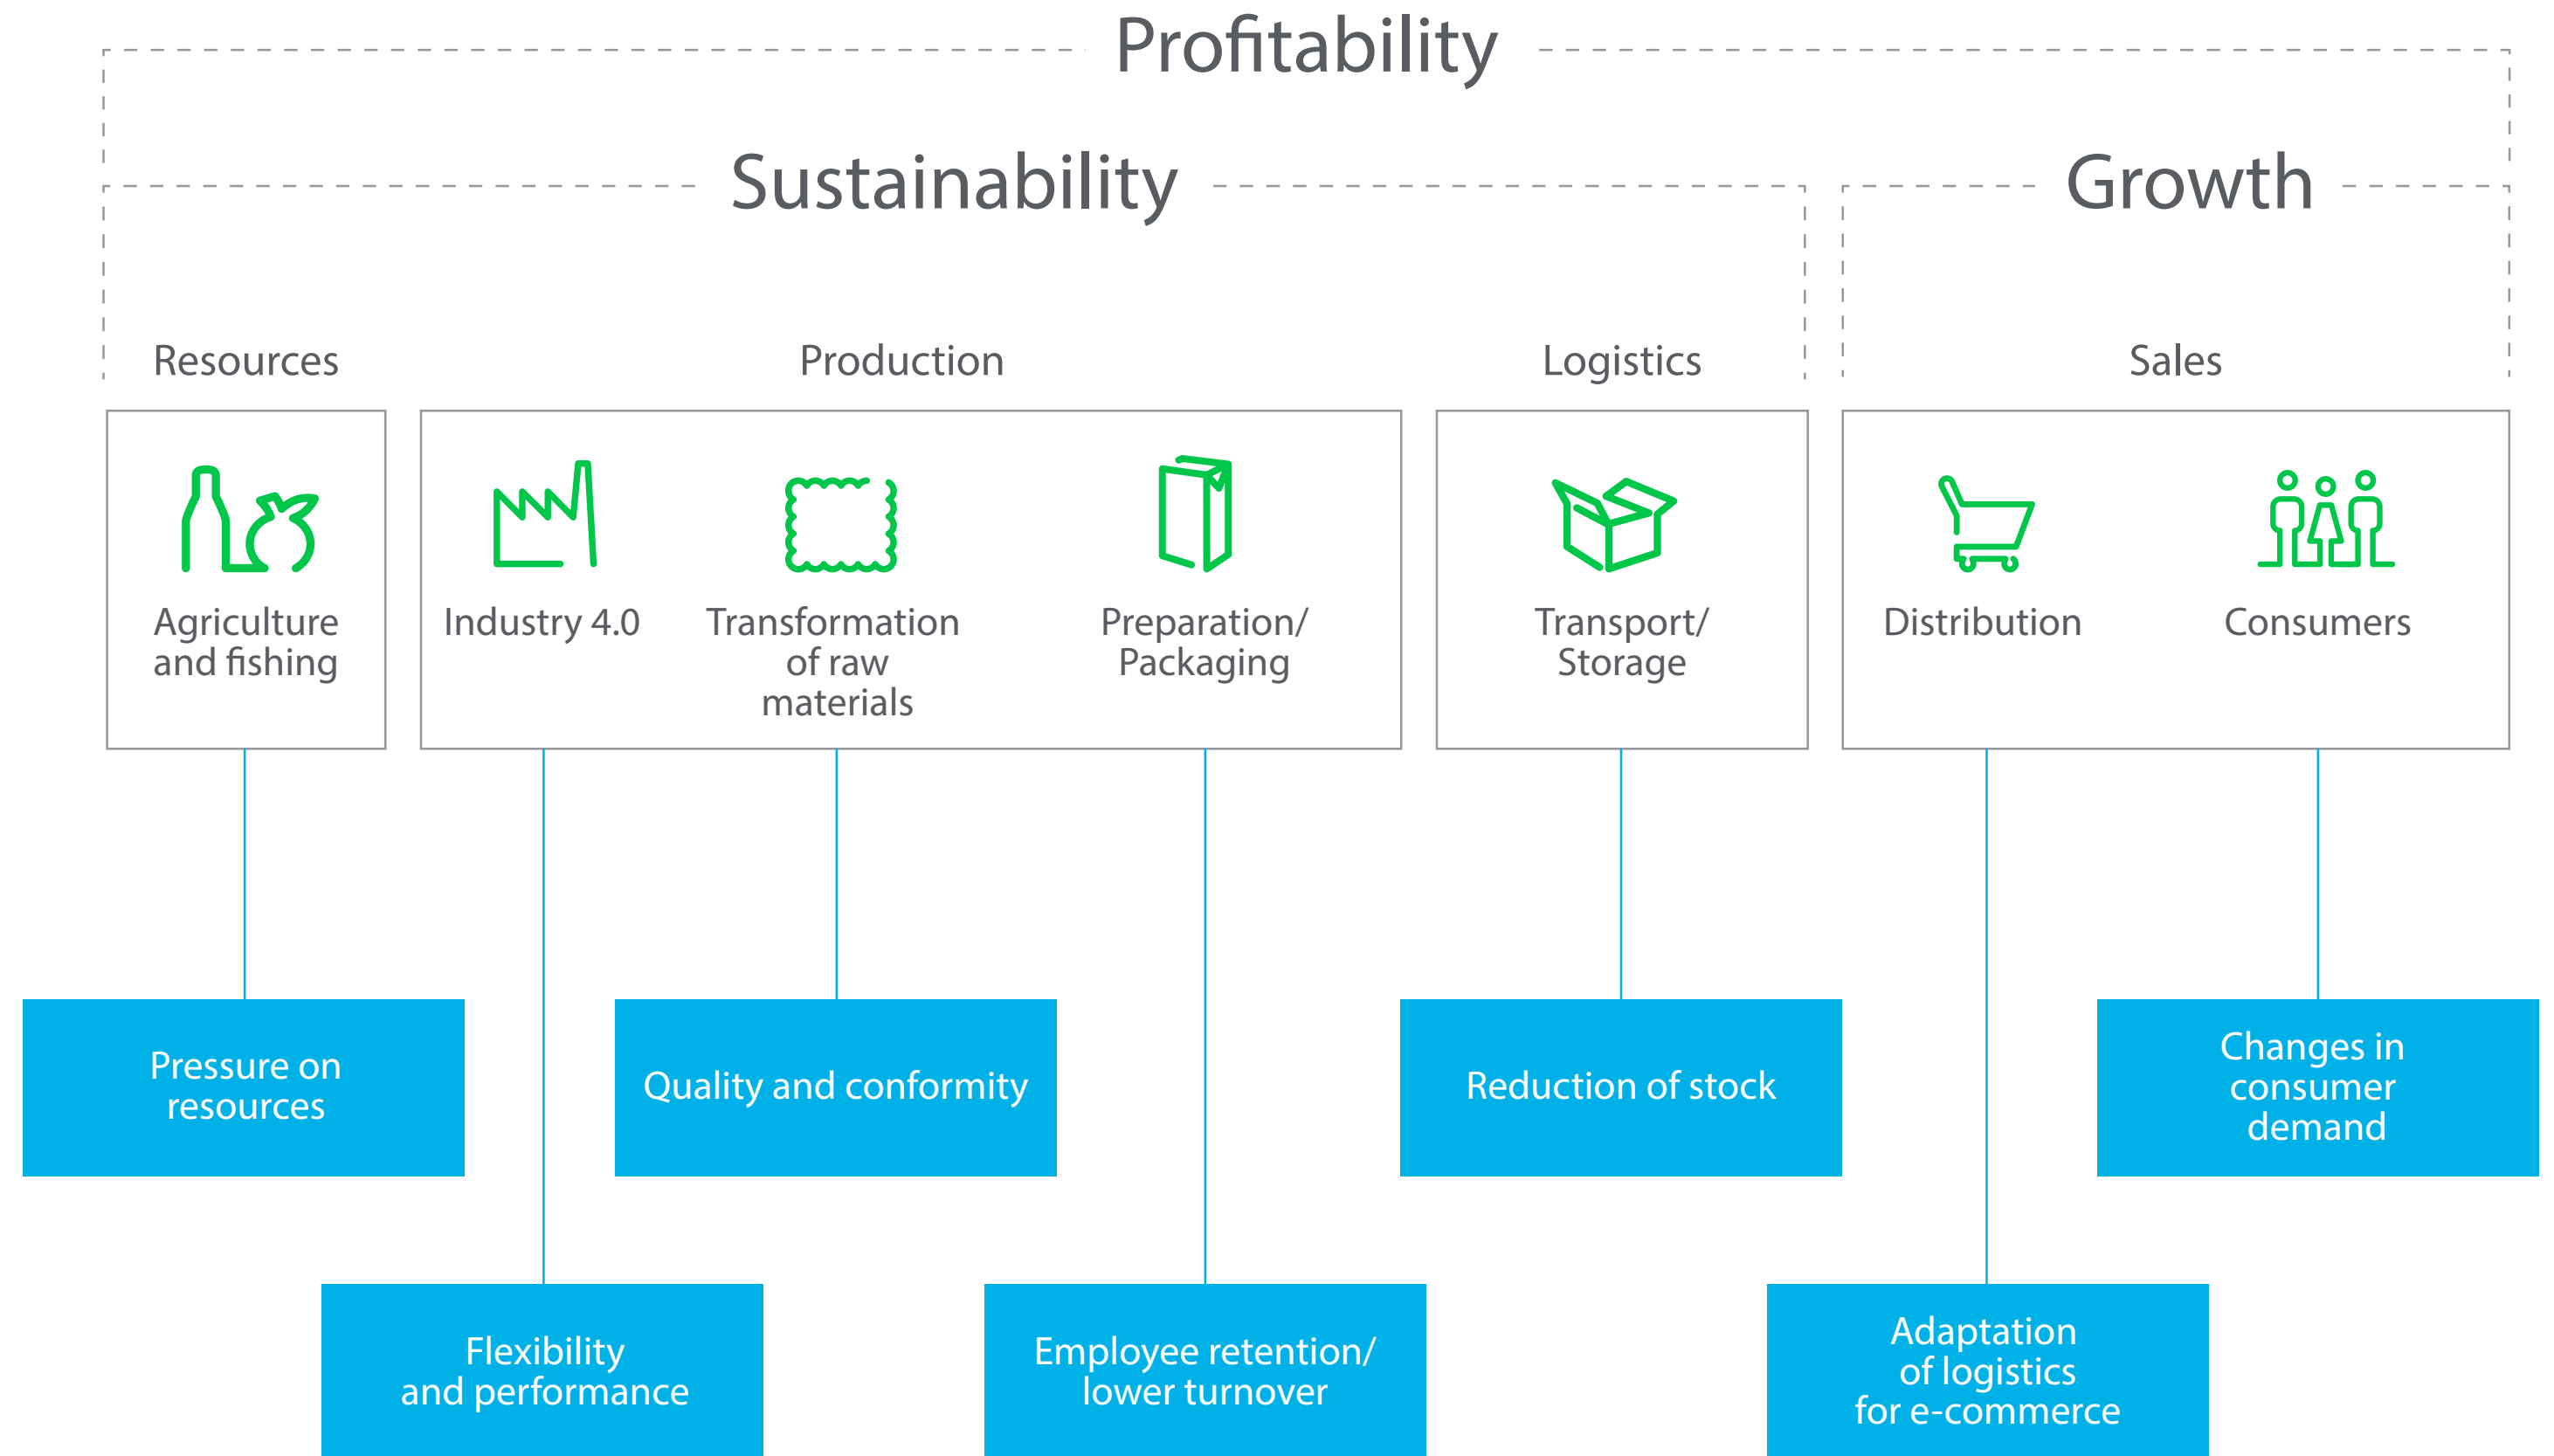 Profitability
Sustainability
Growth
Resources
Production
Logistics
Sales
Agriculture
and fishing
Industry 4.0
Transformation
of raw
materials
Preparation/
Packaging
Transport/
Storage
Distribution
Consumers
Pressure on
resources
Quality and conformity
Reduction of stock
Changes in
consumer
demand
Flexibility
and performance
Employee retention/
lower turnover
Adaptation
of logistics
for e-commerce